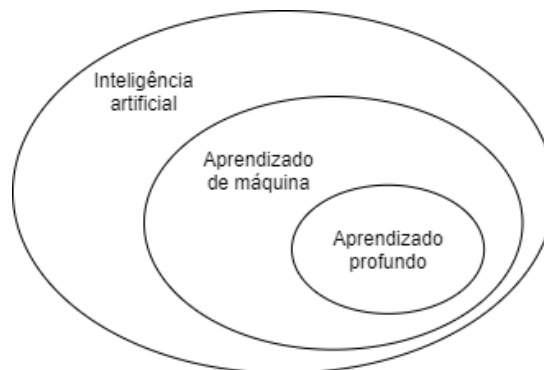 Inteligência
artificial
Aprendizado
de máquina
Aprendizado
profundo